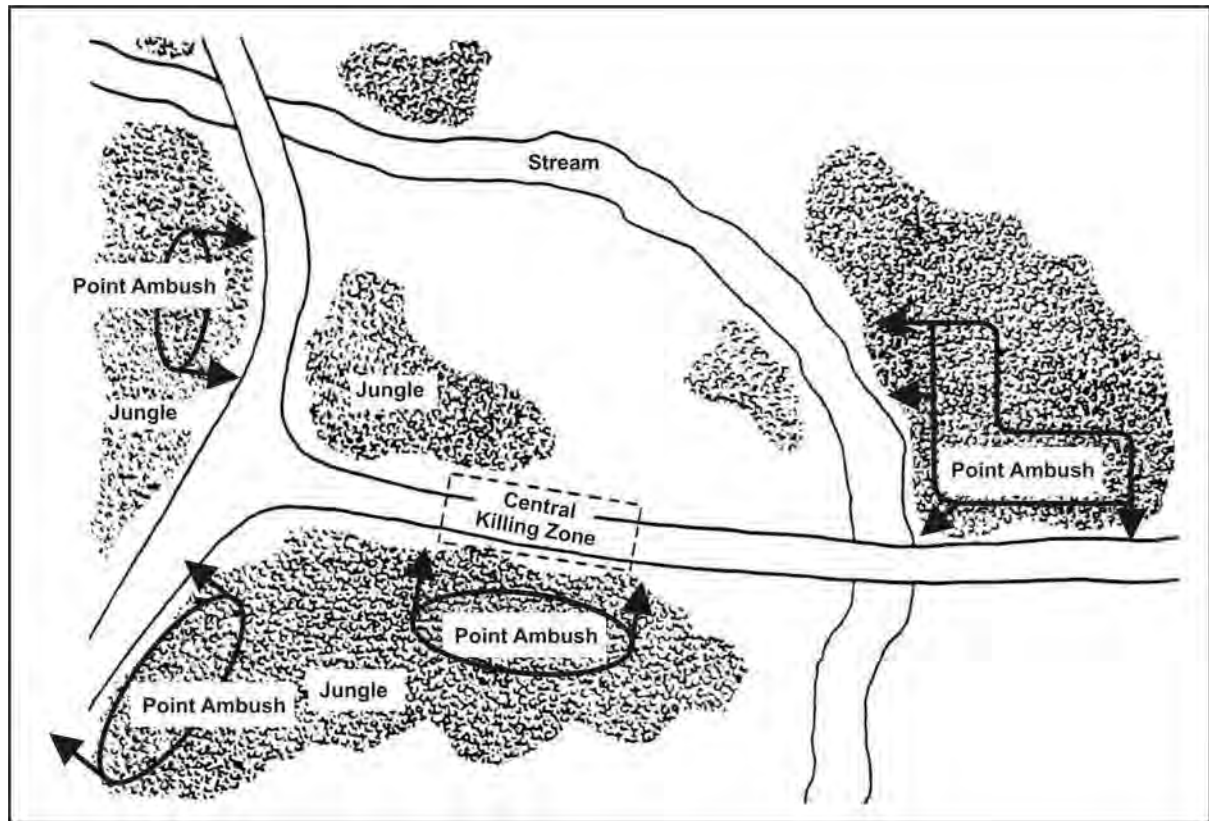 Stream
Point Ambush
Jungle
Jungle
Point Ambush
Central
Killing Zone
Point Ambush
Point Ambush
Jungle